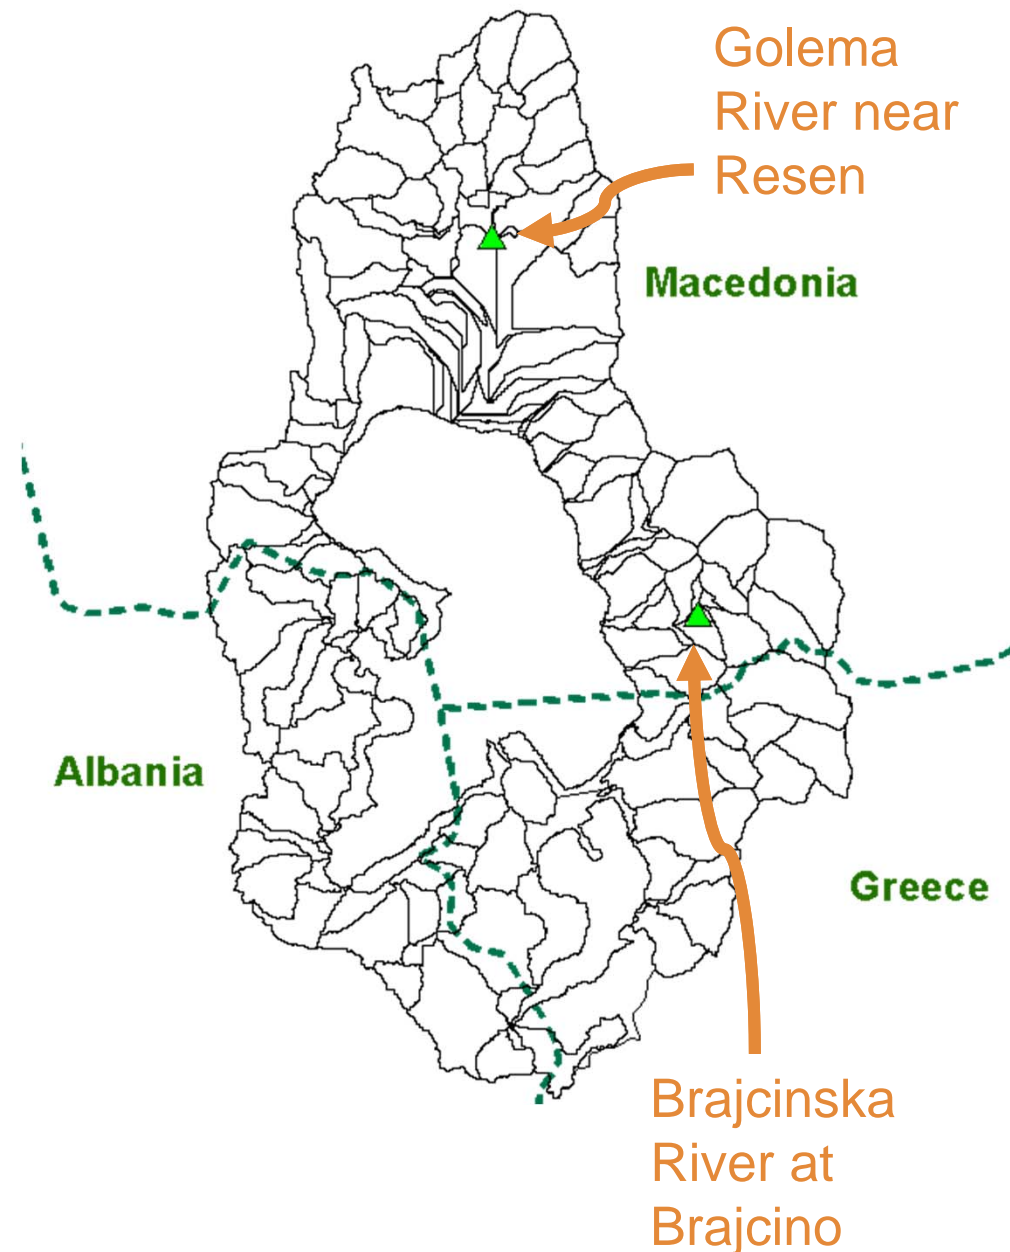 Golema
River near
Resen
Macedonia
Albania
Greece
Brajcinska
River at
Brajcino